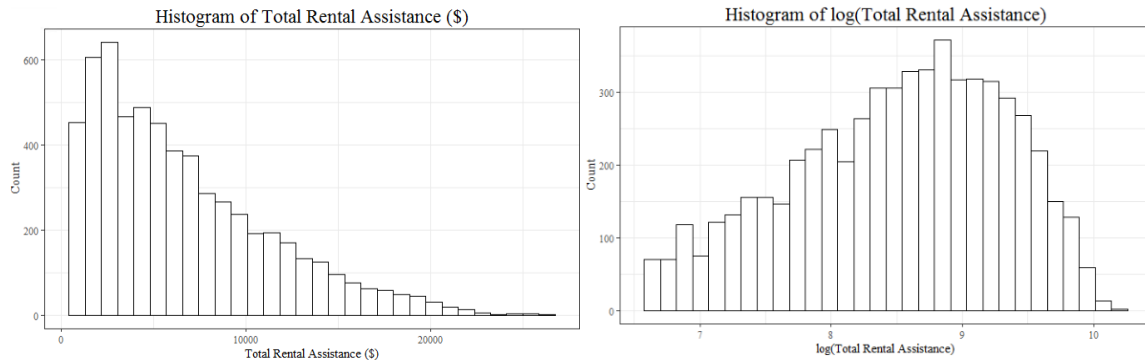 Histogram of Total Rental Assistance ($)
600
400
200
0
Count
0 10000 20000
Total Rental Assistance ($)
Histogram of log(Total Rental Assistance)
300
200
100
0
Count
7 8 9 10
log(Total Rental Assistance)